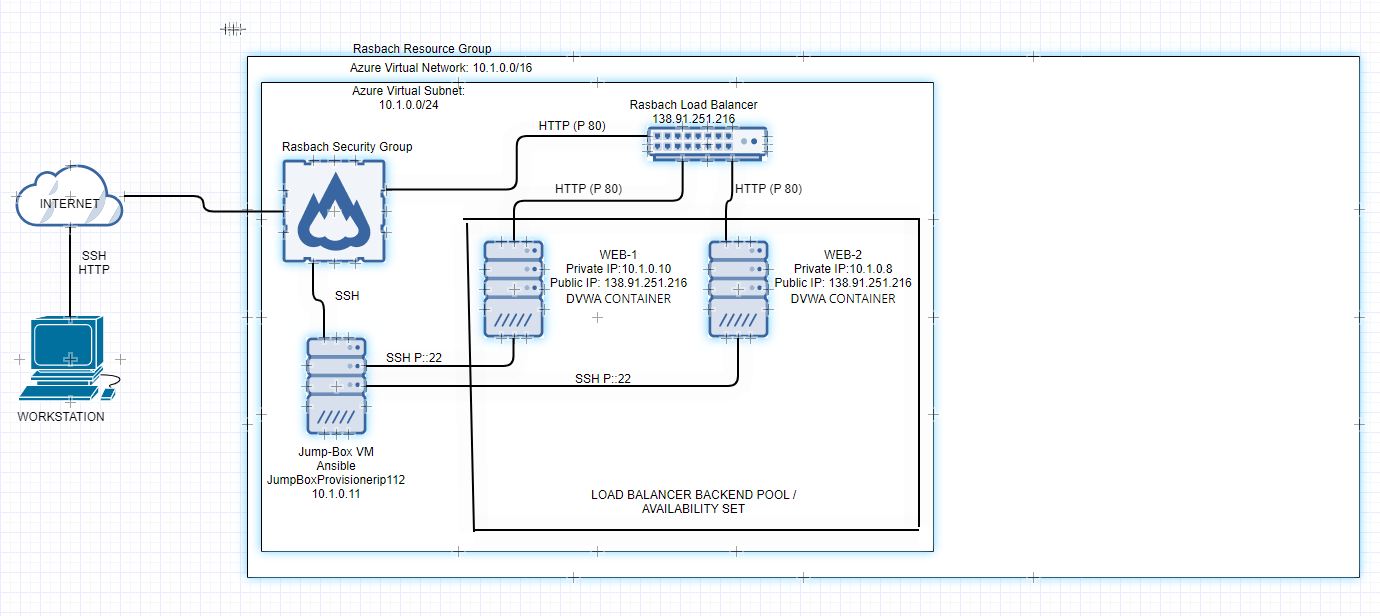 Rasbach Resource Group
Azure Virtual Network: 10.1.0.0/16
Azure Virtual Subnet:
10.1.0.0/24
Rasbach Load Balancer
138.91.251.216
HTTP (P 80)
Rasbach Security Group
HTTP (P 80)
HTTP (P 80)
INTERNET
SSH
HTTP
WEB-1
Private IP:10.1.0.10
Public IP: 138.91.251.216
DVWA CONTAINER
WEB-2
Private IP:10.1.0.8
Public IP: 138.91.251.216
DVWA CONTAINER
SSH
SSH P::22
SSH P::22
WORKSTATION
Jump-Box VM
Ansible
JumpBoxProvisionerip112
10.1.0.11
LOAD BALANCER BACKEND POOL /
AVAILABILITY SET